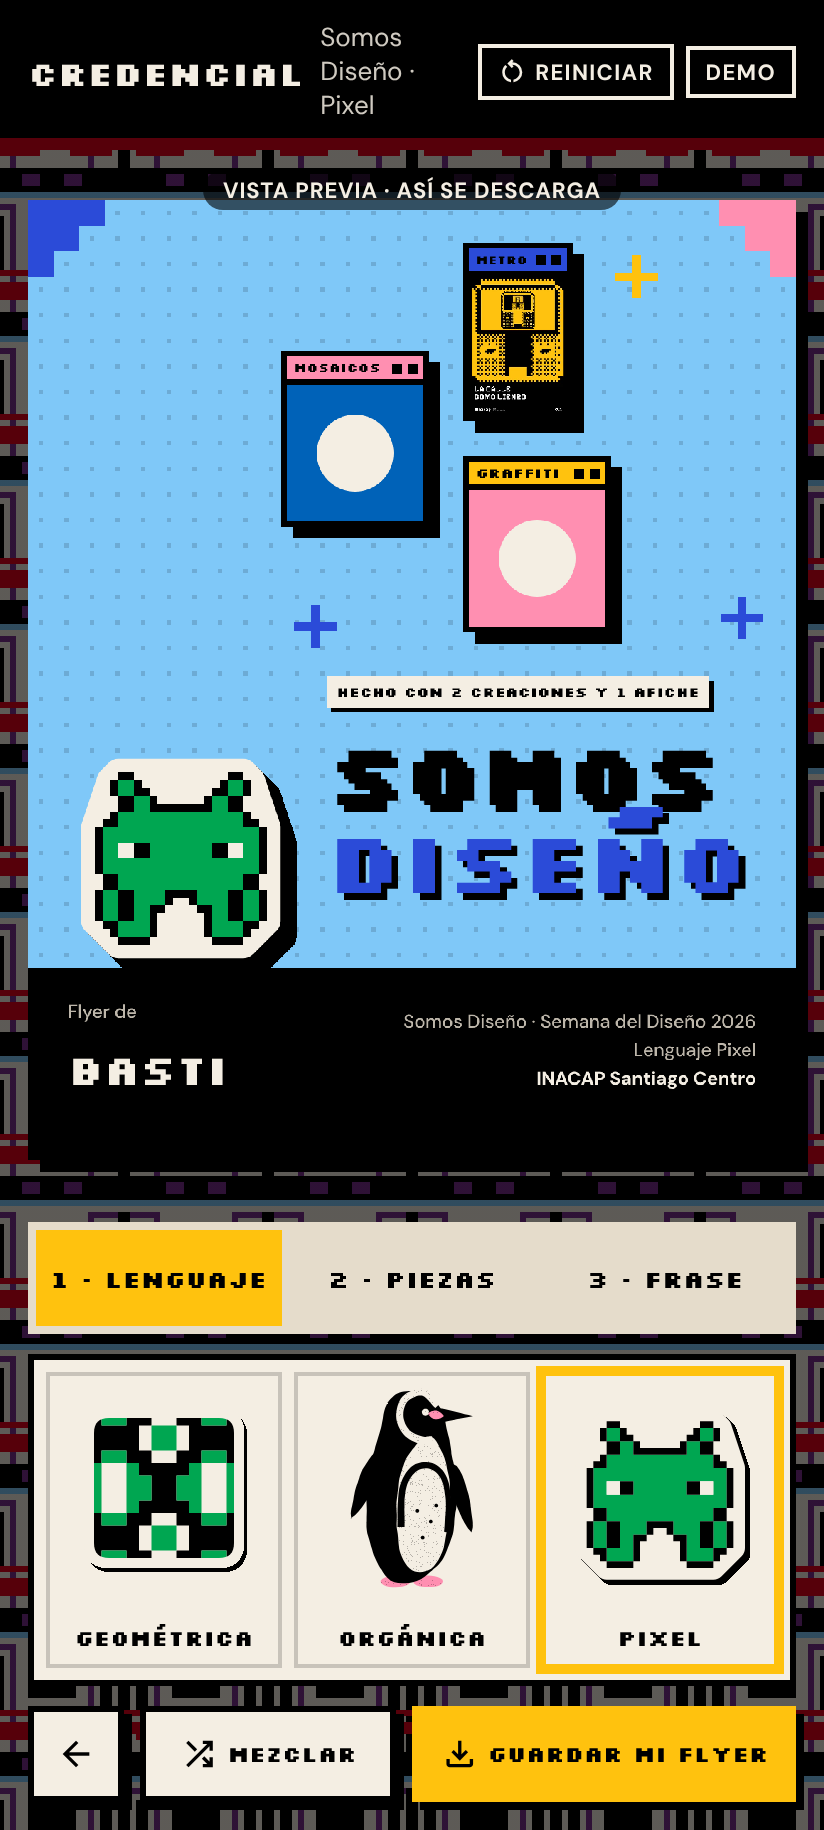 CREDENCIAL
Somos
Diseño ·
Pixel
REINICIAR
DEMO
VISTA PREVIA · ASÍ SE DESCARGA
METRO
MOSAICOS
GRAFFITI
HECHO CON 2 CREACIONES Y 1 AFICHE
SOMOS
DISEÑO
Flyer de
BASTI
Somos Diseño · Semana del Diseño 2026
Lenguaje Pixel
INACAP Santiago Centro
1 · LENGUAJE
2 · PIEZAS
3 · FRASE
GEOMÉTRICA
ORGÁNICA
PIXEL
MEZCLAR
GUARDAR MI FLYER